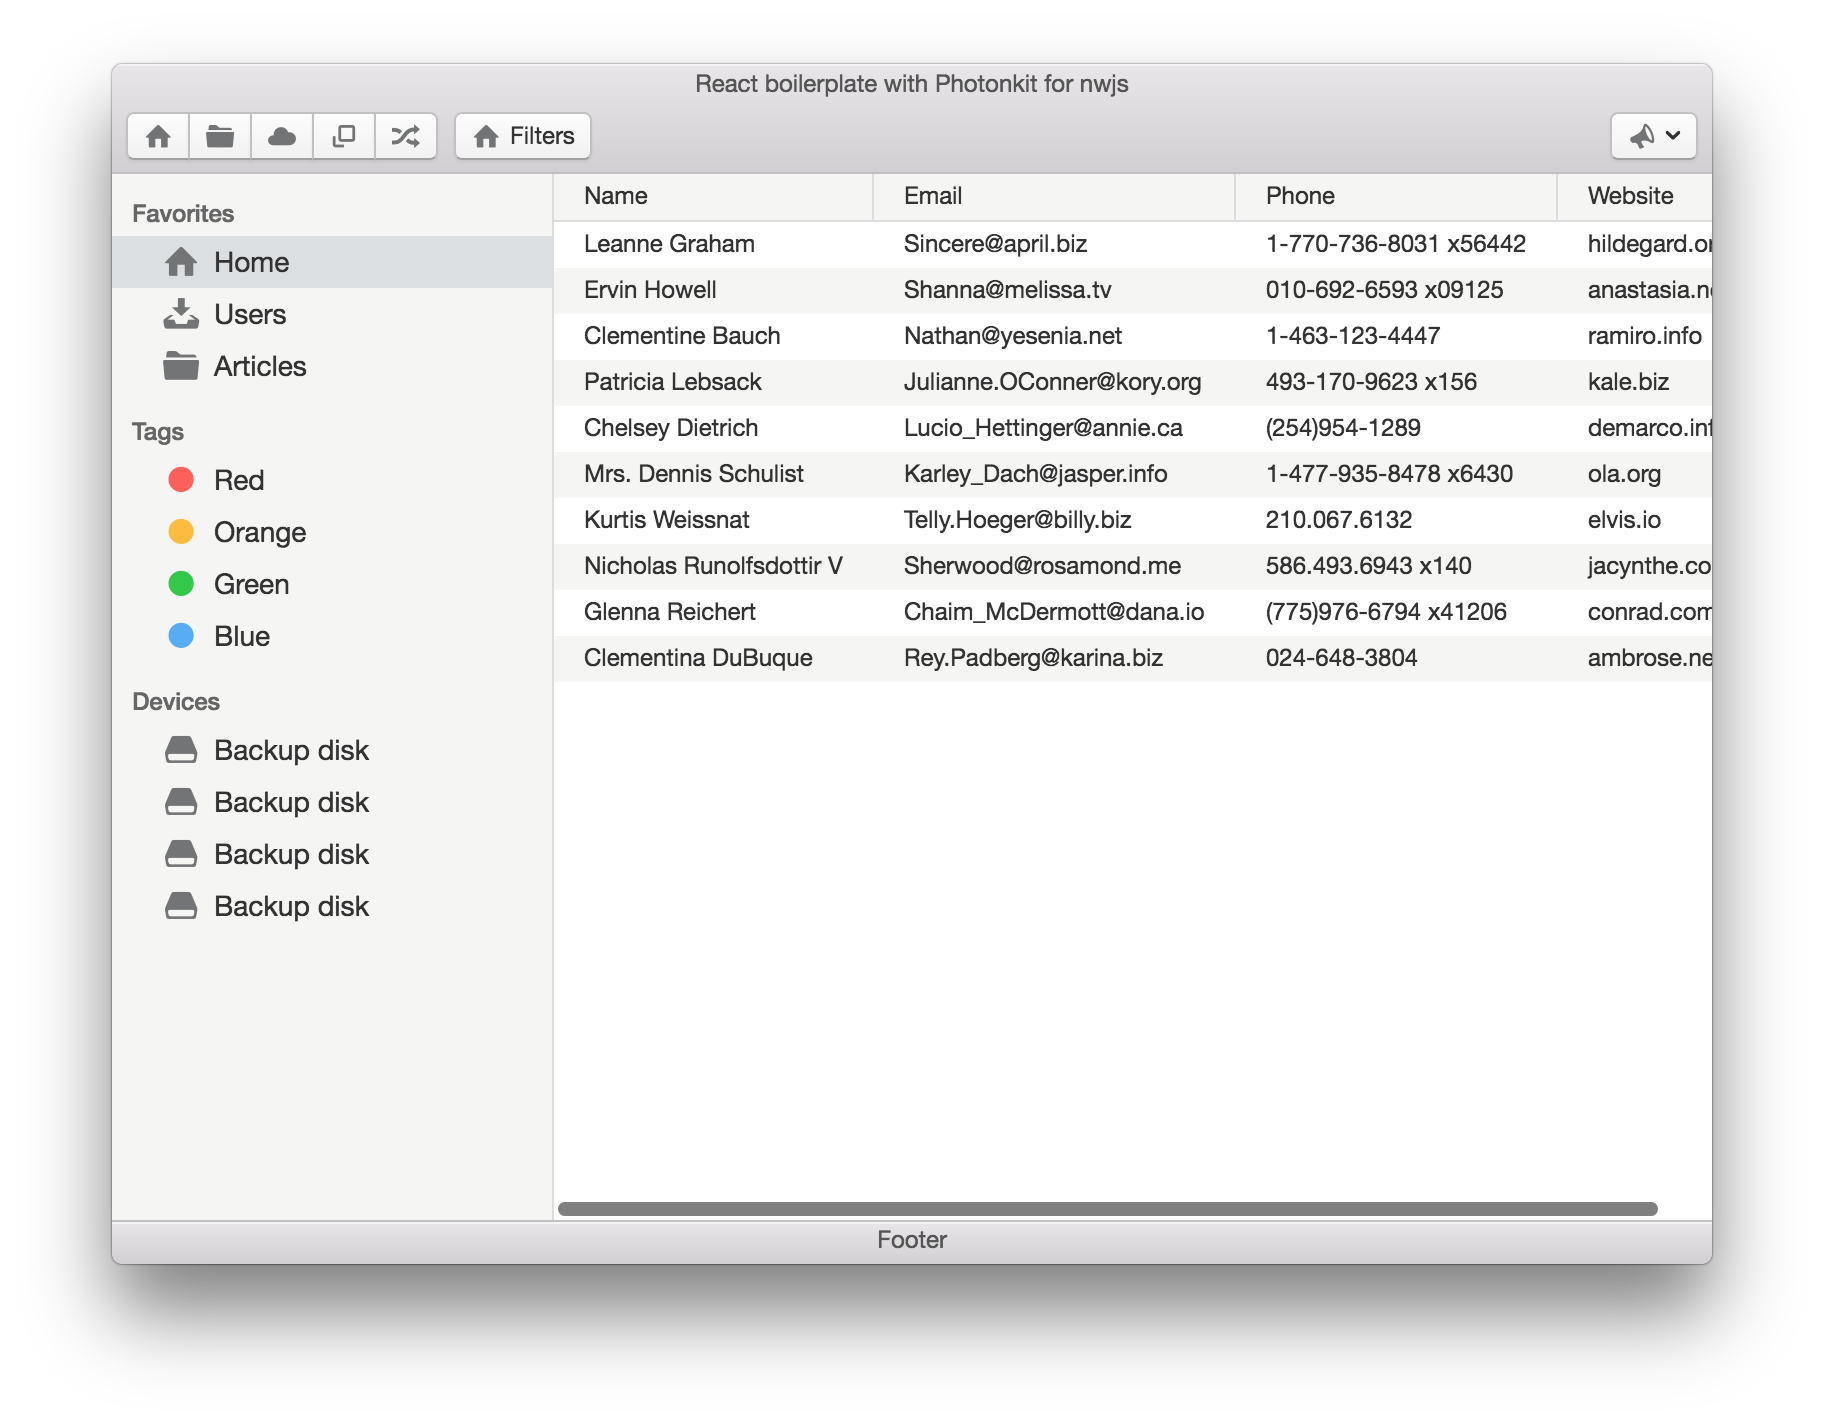 React boilerplate with Photonkit for nwjs
Filters
Favorites
Home
Users
Articles
Tags
Red
Orange
Green
Blue
Devices
Backup disk
Backup disk
Backup disk
Backup disk
Name Email Phone Website
Leanne Graham Sincere@april.biz 1-770-736-8031 x56442 hildegard.or
Ervin Howell Shanna@melissa.tv 010-692-6593 x09125 anastasia.ne
Clementine Bauch Nathan@yesenia.net 1-463-123-4447 ramiro.info
Patricia Lebsack Julianne.OConner@kory.org 493-170-9623 x156 kale.biz
Chelsey Dietrich Lucio_Hettinger@annie.ca (254)954-1289 demarco.inf
Mrs. Dennis Schulist Karley_Dach@jasper.info 1-477-935-8478 x6430 ola.org
Kurtis Weissnat Telly.Hoeger@billy.biz 210.067.6132 elvis.io
Nicholas Runolfsdottir V Sherwood@rosamond.me 586.493.6943 x140 jacynthe.co
Glenna Reichert Chaim_McDermott@dana.io (775)976-6794 x41206 conrad.com
Clementina DuBuque Rey.Padberg@karina.biz 024-648-3804 ambrose.ne
Footer